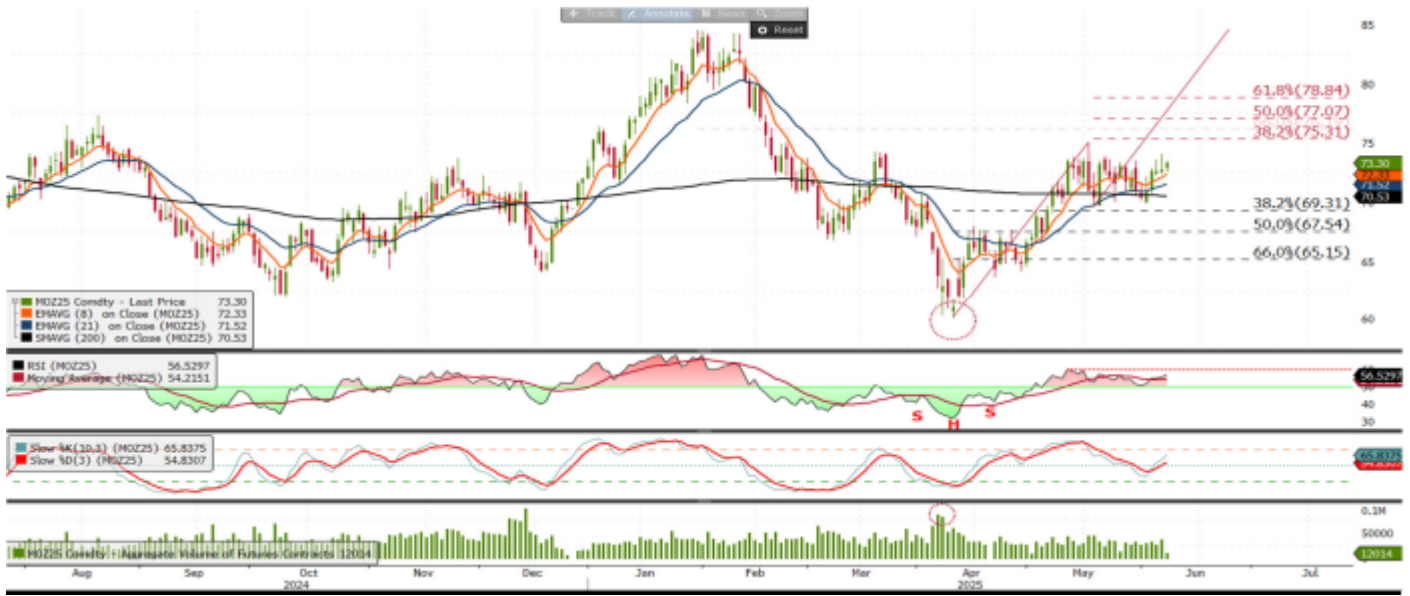 Track Annotate News Zoom
Reset
85
80
75
70
65
60
61.8%(78.84)
50.0%(77.07)
38.2%(75.31)
38.2%(69.31)
50.0%(67.54)
66.0%(65.15)
73.30
72.33
71.52
70.53
MOZ25 Comdty - Last Price 73.30
EMAVG (8) on Close (MOZ25) 72.33
EMAVG (21) on Close (MOZ25) 71.52
SMAVG (200) on Close (MOZ25) 70.53
RSI (MOZ25) 56.5297
Moving Average (MOZ25) 54.2151
S
H
S
56.5297
40
30
Slow %K(10,3) (MOZ25) 65.8375
Slow %D(3) (MOZ25) 54.8307
65.8375
54.8307
MOZ25 Comdty - Aggregate Volume of Futures Contracts 12014
0.1M
50000
12014
Aug Sep Oct Nov Dec Jan Feb Mar Apr May Jun Jul
2024 2025